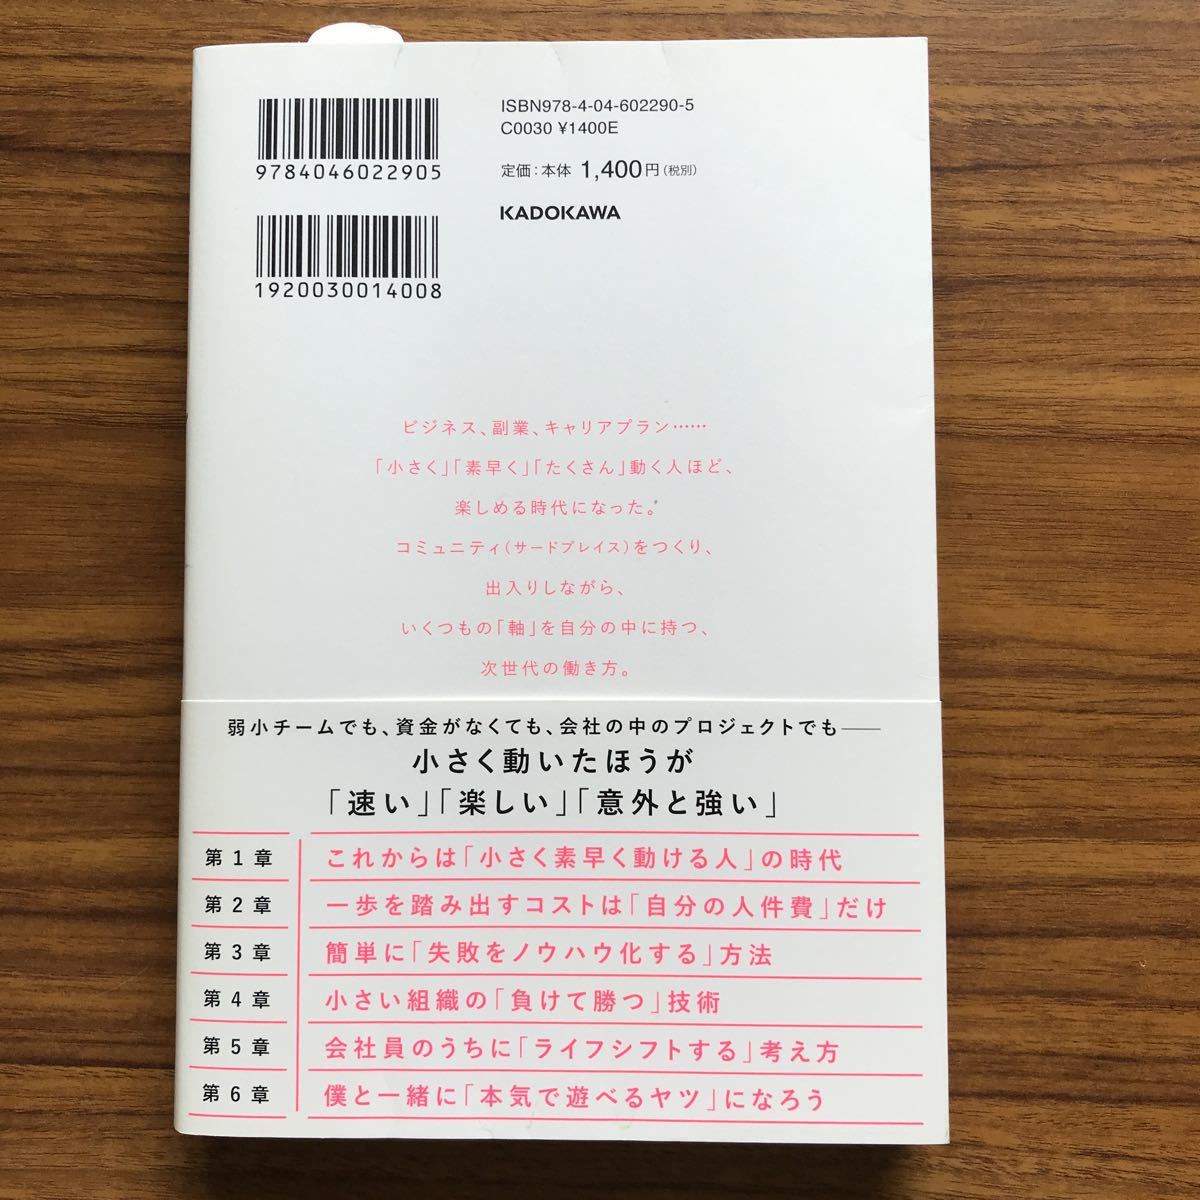 ISBN978-4-04-602290-5
C0030 ¥1400E
9784046022905
定価：本体 1,400円（税別）
KADOKAWA
1920030014008
ビジネス、副業、キャリアプラン……
「小さく」「素早く」「たくさん」動く人ほど、
楽しめる時代になった。
コミュニティ（サードプレイス）をつくり、
出入りしながら、
いくつもの「軸」を自分の中に持つ、
次世代の働き方。
弱小チームでも、資金がなくても、会社の中のプロジェクトでも——
小さく動いたほうが
「速い」「楽しい」「意外と強い」
第1章 これからは「小さく素早く動ける人」の時代
第2章 一歩を踏み出すコストは「自分の人件費」だけ
第3章 簡単に「失敗をノウハウ化する」方法
第4章 小さい組織の「負けて勝つ」技術
第5章 会社員のうちに「ライフシフトする」考え方
第6章 僕と一緒に「本気で遊べるヤツ」になろう